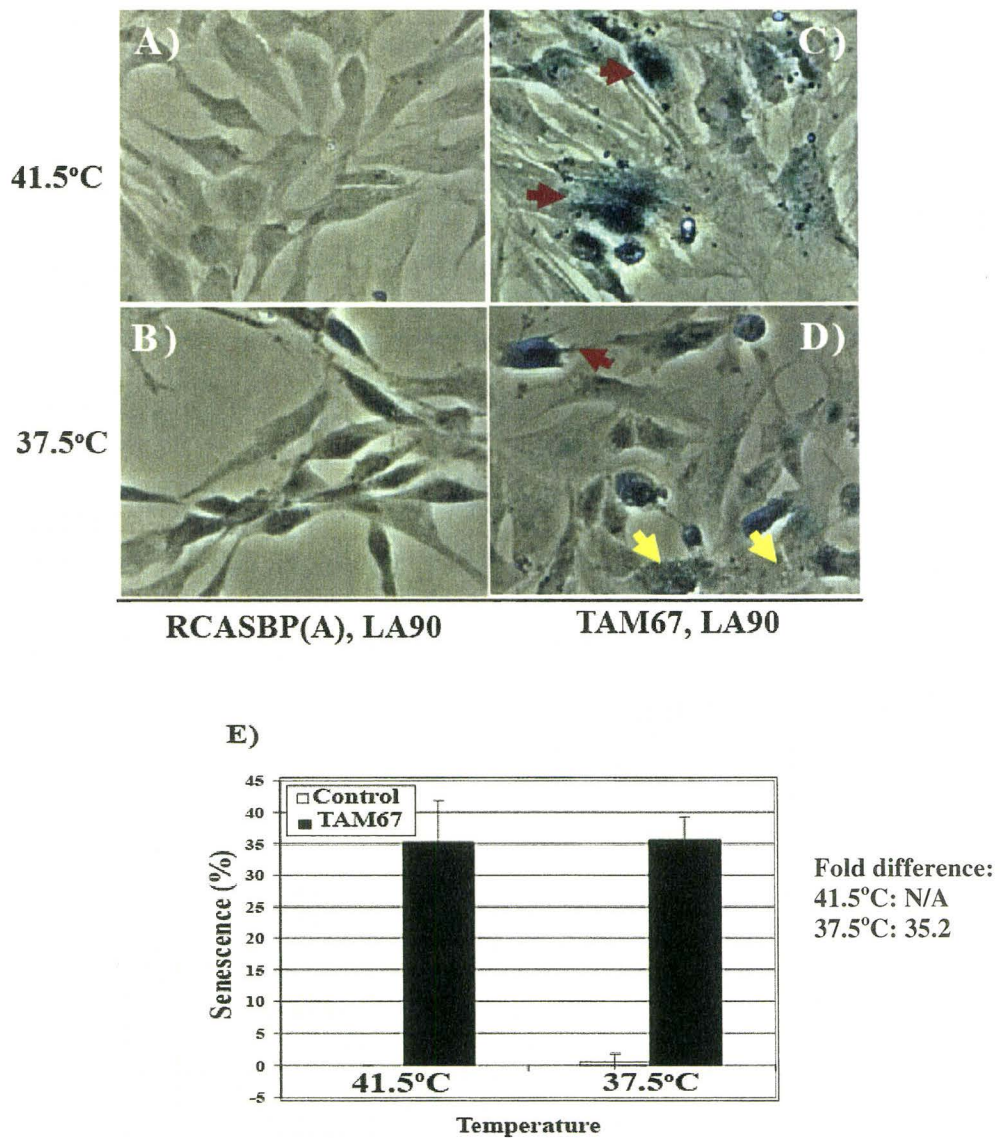 A)
C)
41.5°C
B)
D)
37.5°C
RCASBP(A), LA90
TAM67, LA90
E)
45
40
35
30
25
20
15
10
5
0
-5
Senescence (%)
Control
TAM67
41.5°C
37.5°C
Temperature
Fold difference:
41.5°C: N/A
37.5°C: 35.2